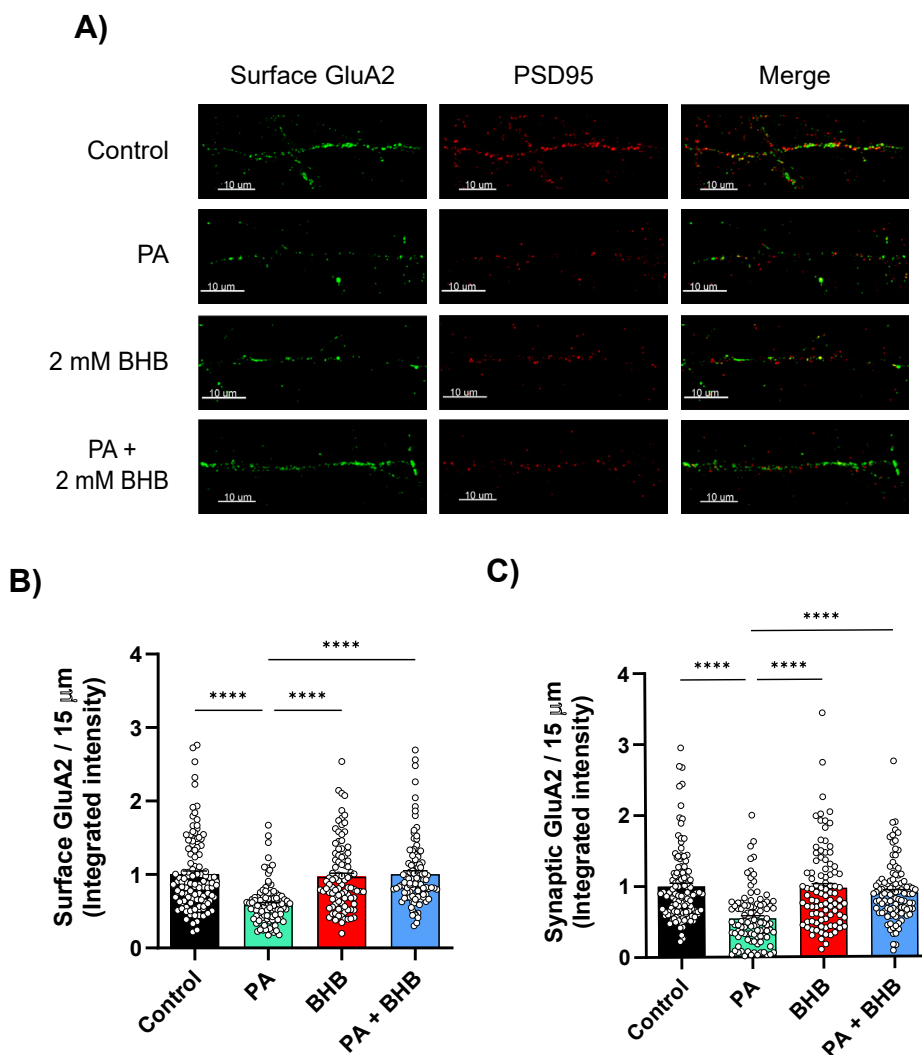 A)
Surface GluA2 PSD95 Merge
Control
10 um 10 um 10 um
PA
10 um 10 um 10 um
2 mM BHB
10 um 10 um 10 um
PA +
2 mM BHB
10 um 10 um 10 um
B)
Surface GluA2 / 15 μm
(Integrated intensity)
4
3
2
1
0
****
**** ****
Control PA BHB PA + BHB
C)
Synaptic GluA2 / 15 μm
(Integrated intensity)
4
3
2
1
0
****
**** ****
Control PA BHB PA + BHB